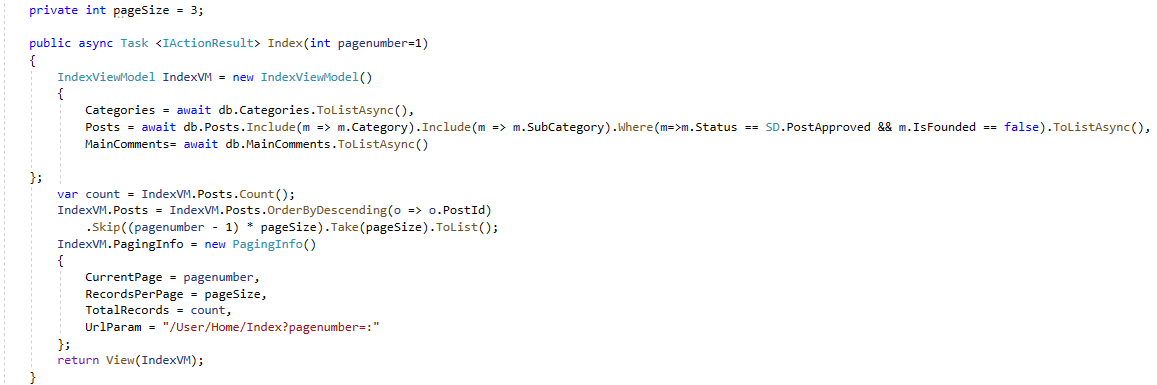 private int pageSize = 3;
public async Task <IActionResult> Index(int pagenumber=1)
{
IndexViewModel IndexVM = new IndexViewModel()
{
Categories = await db.Categories.ToListAsync(),
Posts = await db.Posts.Include(m => m.Category).Include(m => m.SubCategory).Where(m=>m.Status == SD.PostApproved && m.IsFounded == false).ToListAsync(),
MainComments= await db.MainComments.ToListAsync()
};
var count = IndexVM.Posts.Count();
IndexVM.Posts = IndexVM.Posts.OrderByDescending(o => o.PostId)
.Skip((pagenumber - 1) * pageSize).Take(pageSize).ToList();
IndexVM.PagingInfo = new PagingInfo()
{
CurrentPage = pagenumber,
RecordsPerPage = pageSize,
TotalRecords = count,
UrlParam = "/User/Home/Index?pagenumber=:"
};
return View(IndexVM);
}